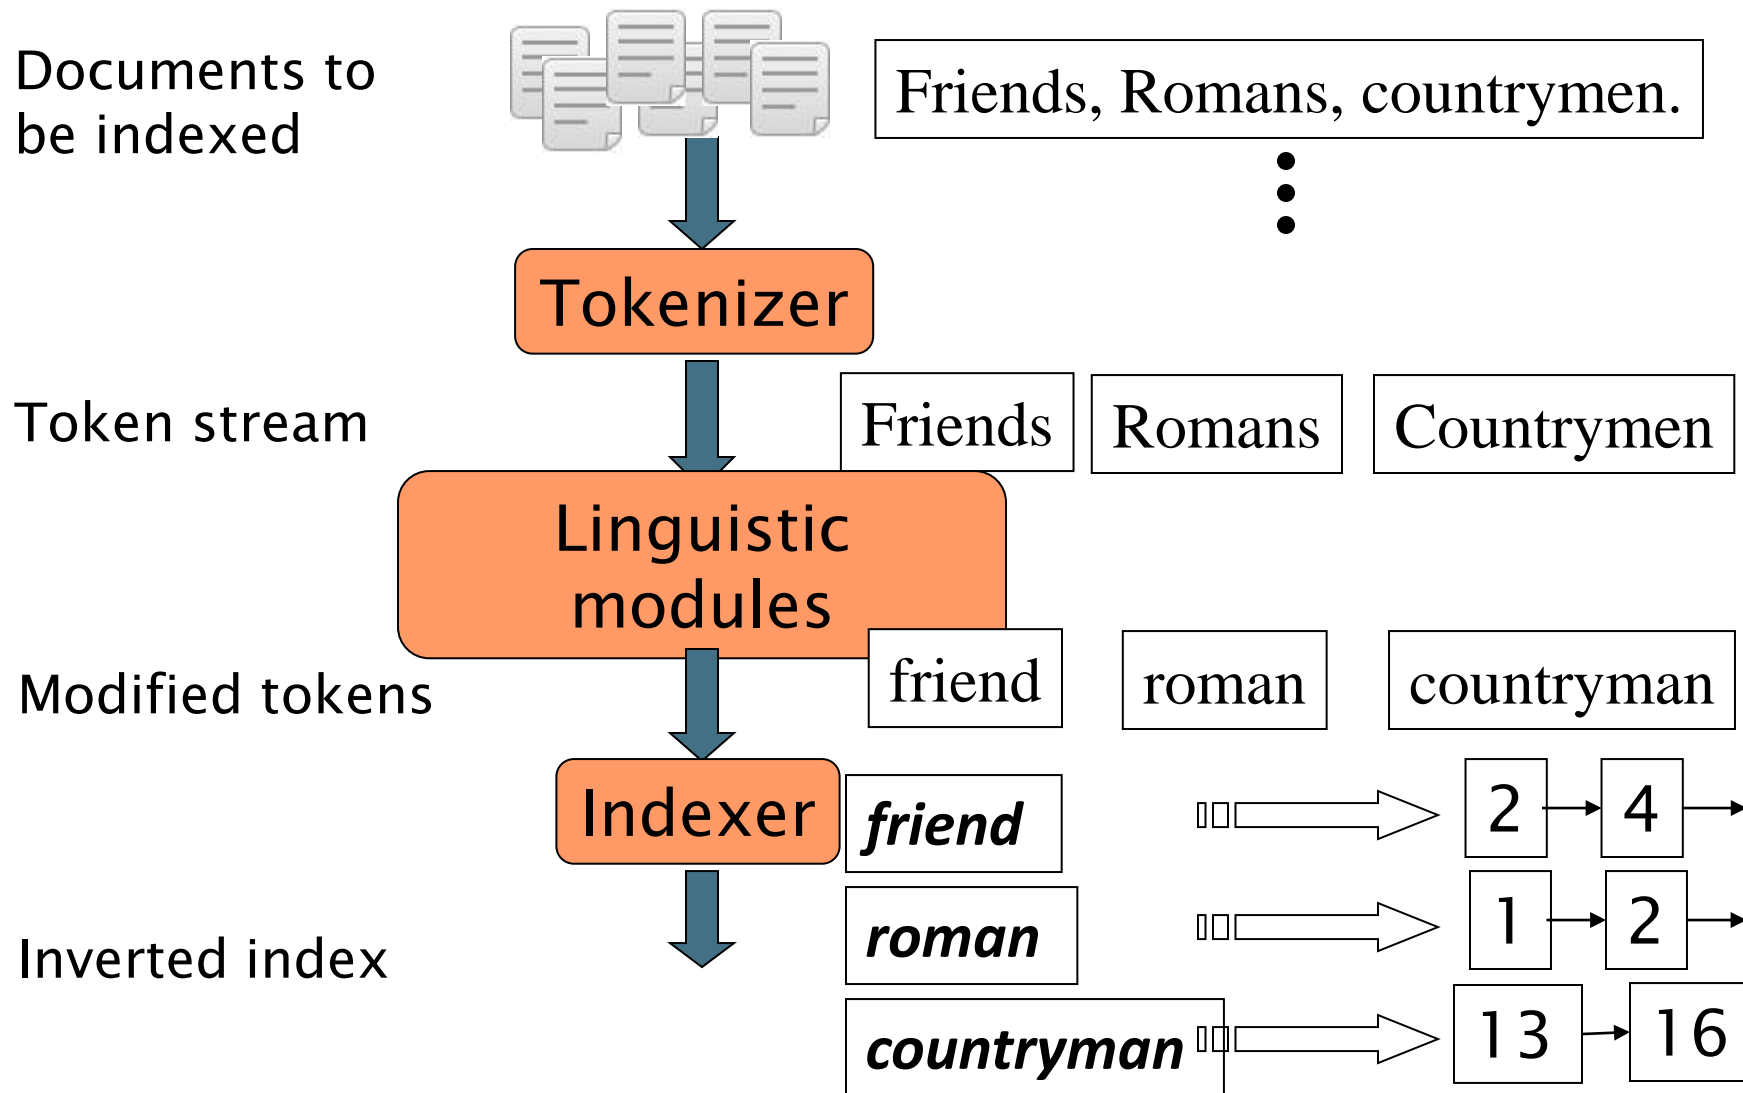 Documents to
be indexed
Friends, Romans, countrymen.
Tokenizer
Token stream
Friends
Romans
Countrymen
Linguistic
modules
Modified tokens
friend
roman
countryman
Indexer
friend
2
4
roman
1
2
Inverted index
countryman
13
16